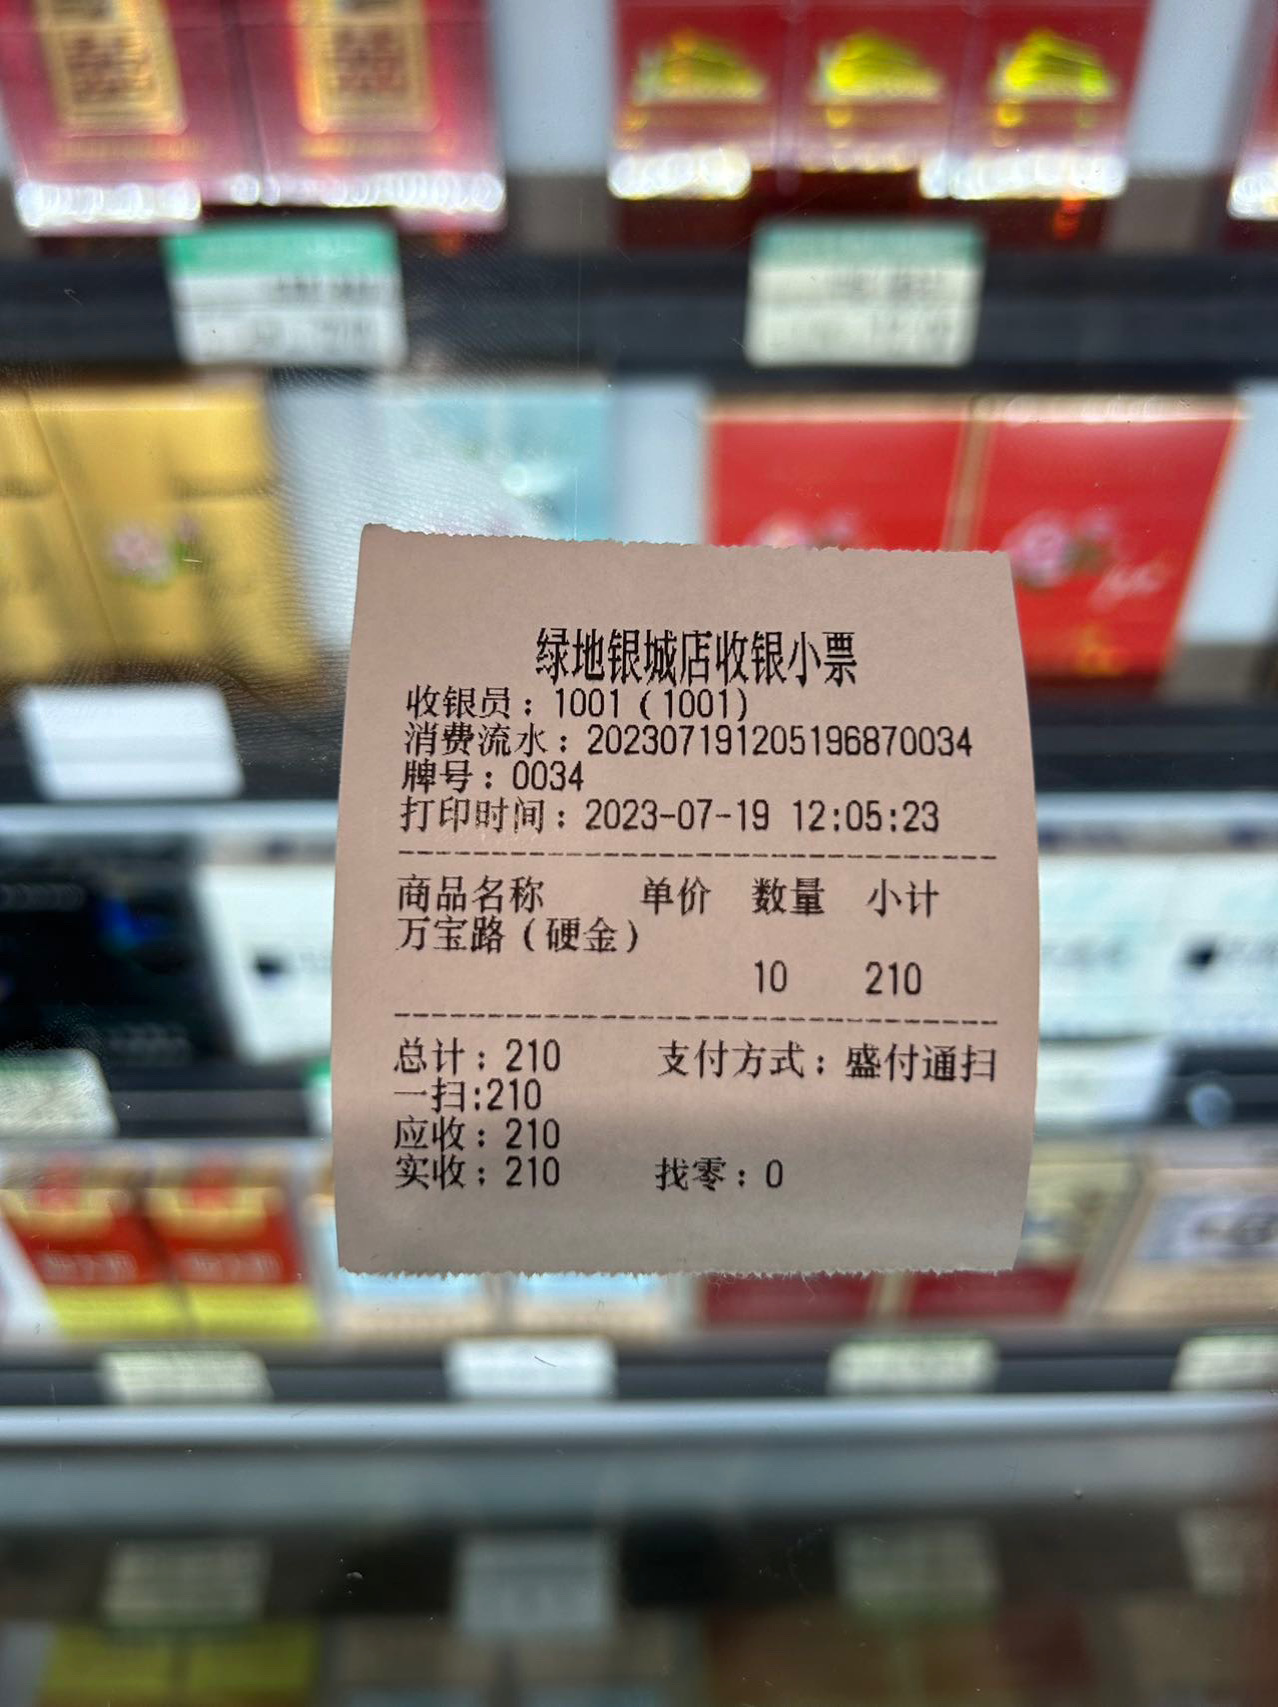 绿地银城店收银小票
收银员：1001（1001）
消费流水：202307191205196870034
牌号：0034
打印时间：2023-07-19 12:05:23
商品名称 单价 数量 小计
万宝路（硬金）
10 210
总计：210 支付方式：盛付通扫
一扫:210
应收：210
实收：210 找零：0